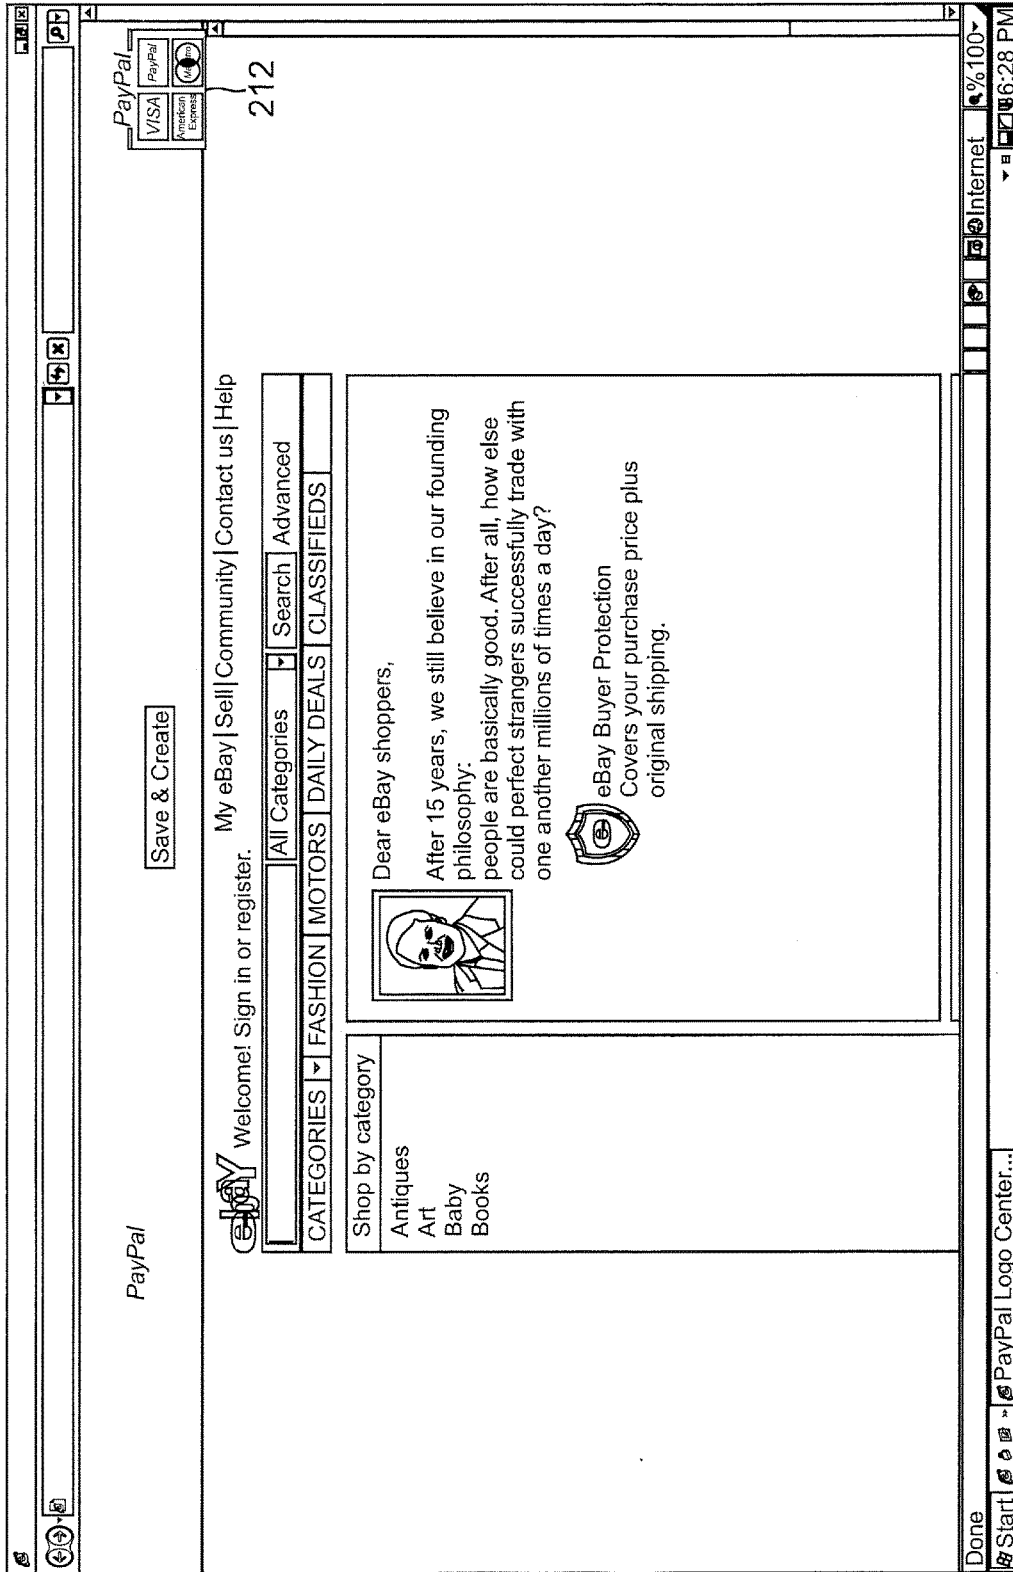 PayPal
Save & Create
PayPal
VISA
PayPal
American
Express
Maestro
212
ebaY Welcome! Sign in or register.
My eBay|Sell|Community|Contact us|Help
All Categories
Search
Advanced
CATEGORIES
FASHION
MOTORS
DAILY DEALS
CLASSIFIEDS
Shop by category
Antiques
Art
Baby
Books
Dear eBay shoppers,
After 15 years, we still believe in our founding
philosophy:
people are basically good. After all, how else
could perfect strangers successfully trade with
one another millions of times a day?
e
eBay Buyer Protection
Covers your purchase price plus
original shipping.
Done
Internet
%100
Start
PayPal Logo Center...
6:28 PM